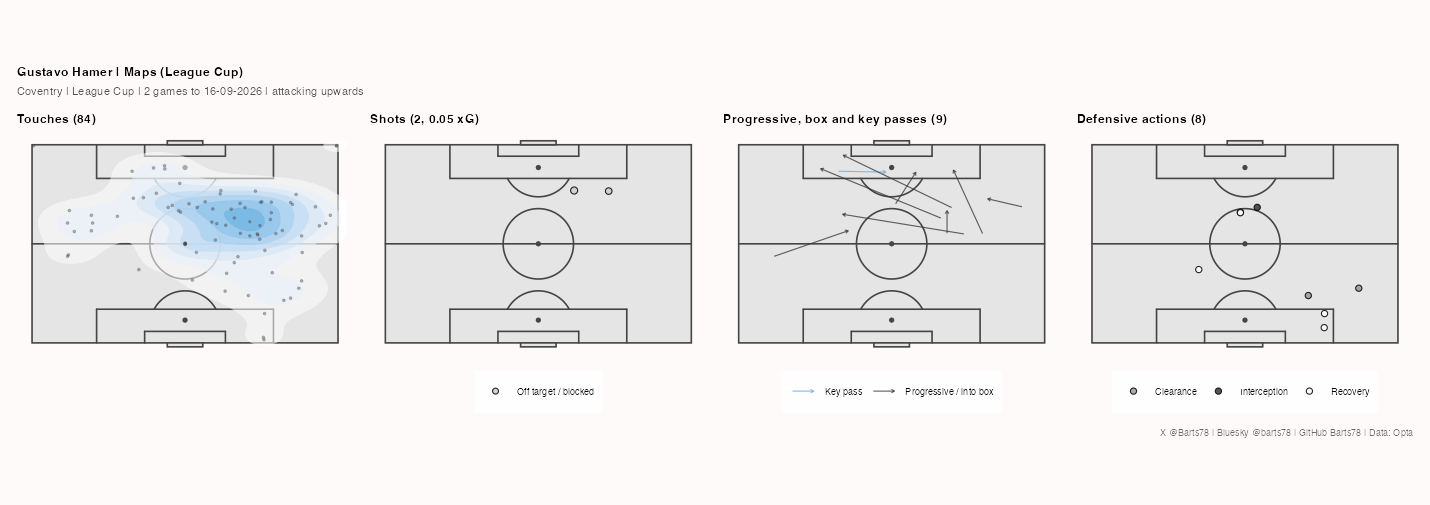 Gustavo Hamer | Maps (League Cup)
Coventry | League Cup | 2 games to 16-09-2026 | attacking upwards
Touches (84)
Shots (2, 0.05 xG)
Progressive, box and key passes (9)
Defensive actions (8)
Off target / blocked
Key pass
Progressive / into box
Clearance
Interception
Recovery
X @Barts78 | Bluesky @barts78 | GitHub Barts78 | Data: Opta